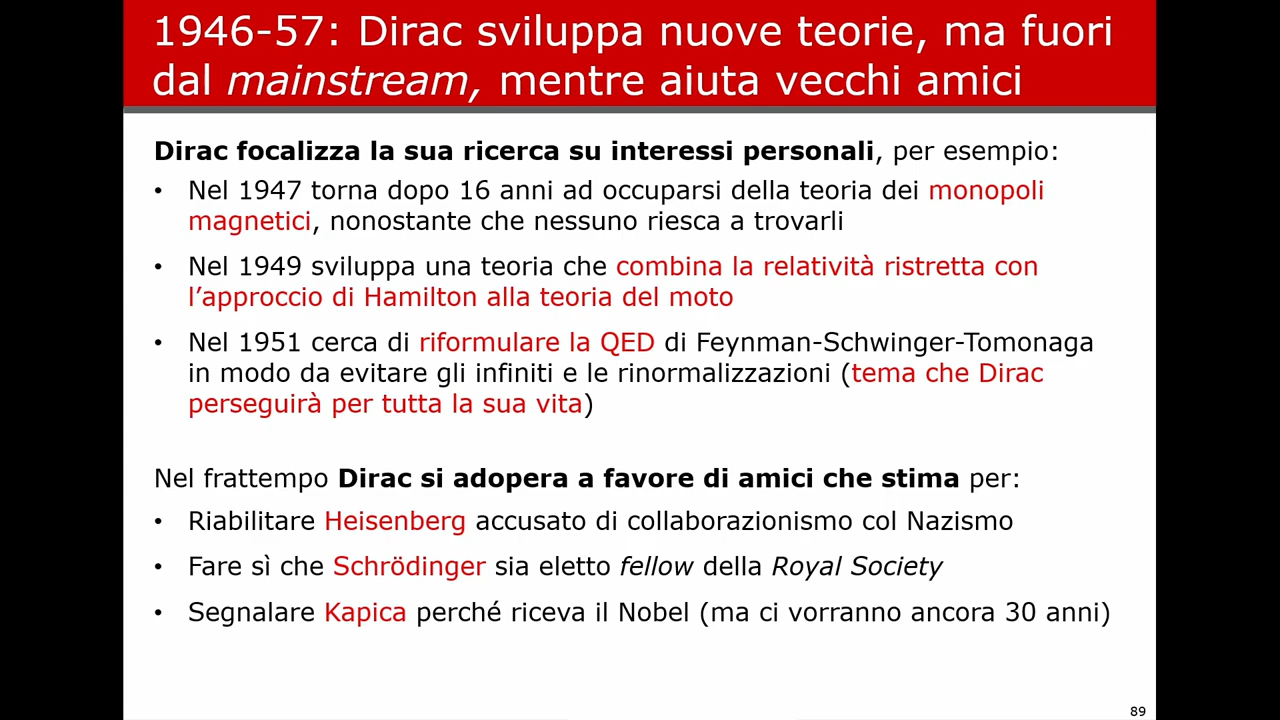 1946-57: Dirac sviluppa nuove teorie, ma fuori
dal mainstream, mentre aiuta vecchi amici
Dirac focalizza la sua ricerca su interessi personali, per esempio:
• Nel 1947 torna dopo 16 anni ad occuparsi della teoria dei monopoli
magnetici, nonostante che nessuno riesca a trovarli
• Nel 1949 sviluppa una teoria che combina la relatività ristretta con
l’approccio di Hamilton alla teoria del moto
• Nel 1951 cerca di riformulare la QED di Feynman-Schwinger-Tomonaga
in modo da evitare gli infiniti e le rinormalizzazioni (tema che Dirac
perseguirà per tutta la sua vita)
Nel frattempo Dirac si adopera a favore di amici che stima per:
• Riabilitare Heisenberg accusato di collaborazionismo col Nazismo
• Fare sì che Schrödinger sia eletto fellow della Royal Society
• Segnalare Kapica perché riceva il Nobel (ma ci vorranno ancora 30 anni)
89